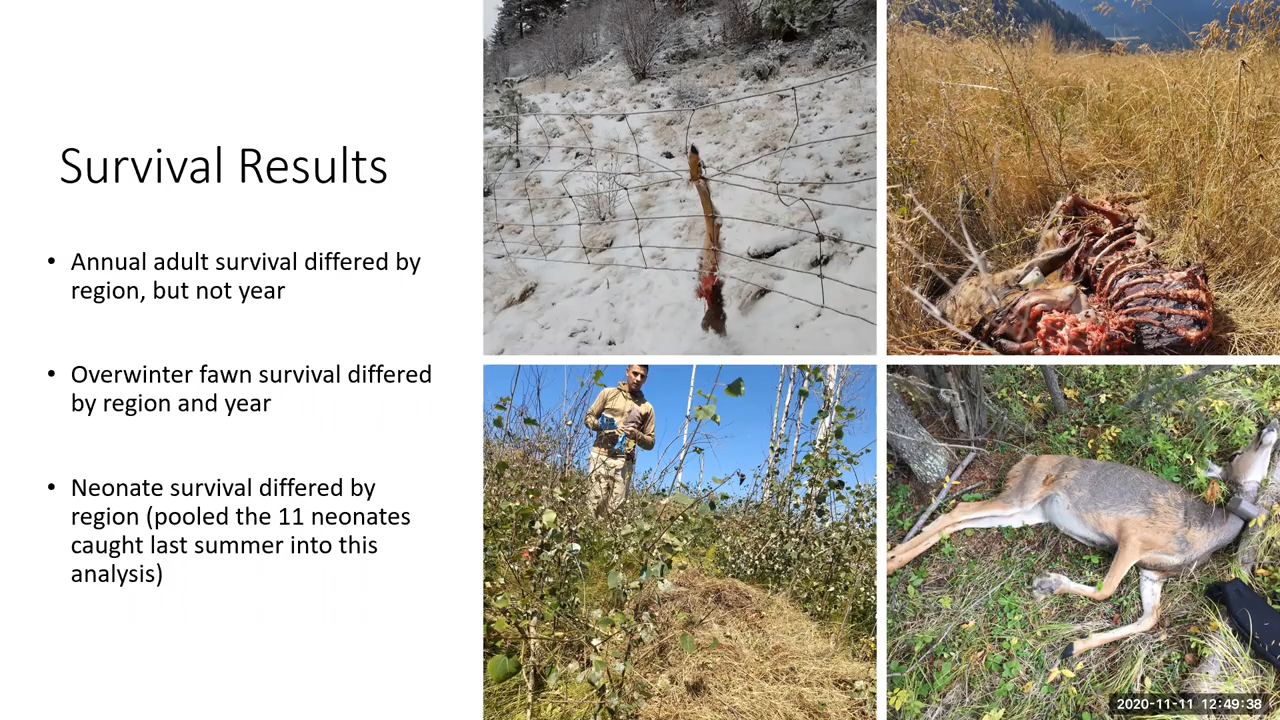 Survival Results
• Annual adult survival differed by
region, but not year
• Overwinter fawn survival differed
by region and year
• Neonate survival differed by
region (pooled the 11 neonates
caught last summer into this
analysis)
2020-11-11 12:49:38